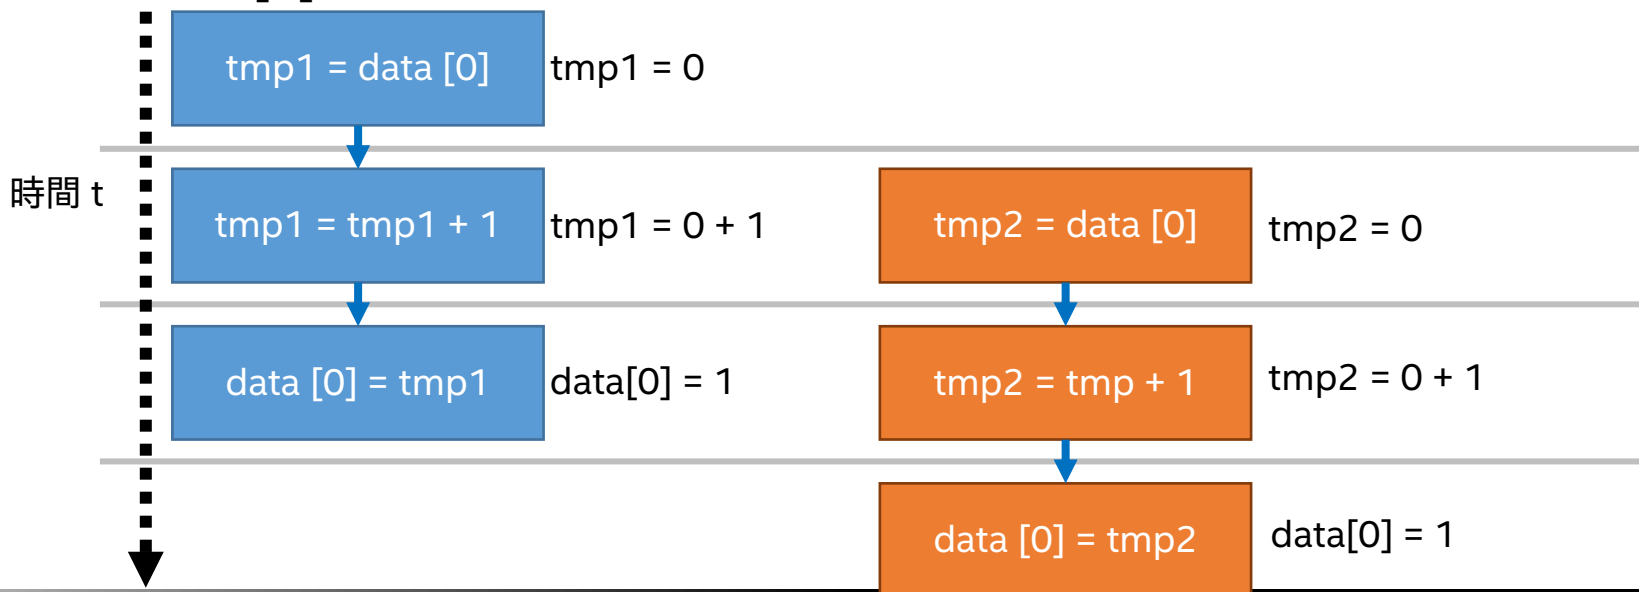 tmp1 = data [0]
tmp1 = 0
時間 t
tmp1 = tmp1 + 1
tmp1 = 0 + 1
tmp2 = data [0]
tmp2 = 0
data [0] = tmp1
data[0] = 1
tmp2 = tmp + 1
tmp2 = 0 + 1
data [0] = tmp2
data[0] = 1